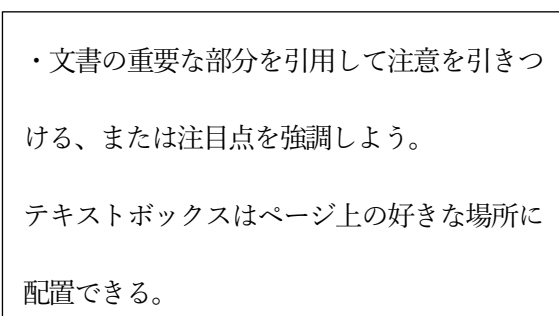 ・文書の重要な部分を引用して注意を引きつ
ける、または注目点を強調しよう。
テキストボックスはページ上の好きな場所に
配置できる。